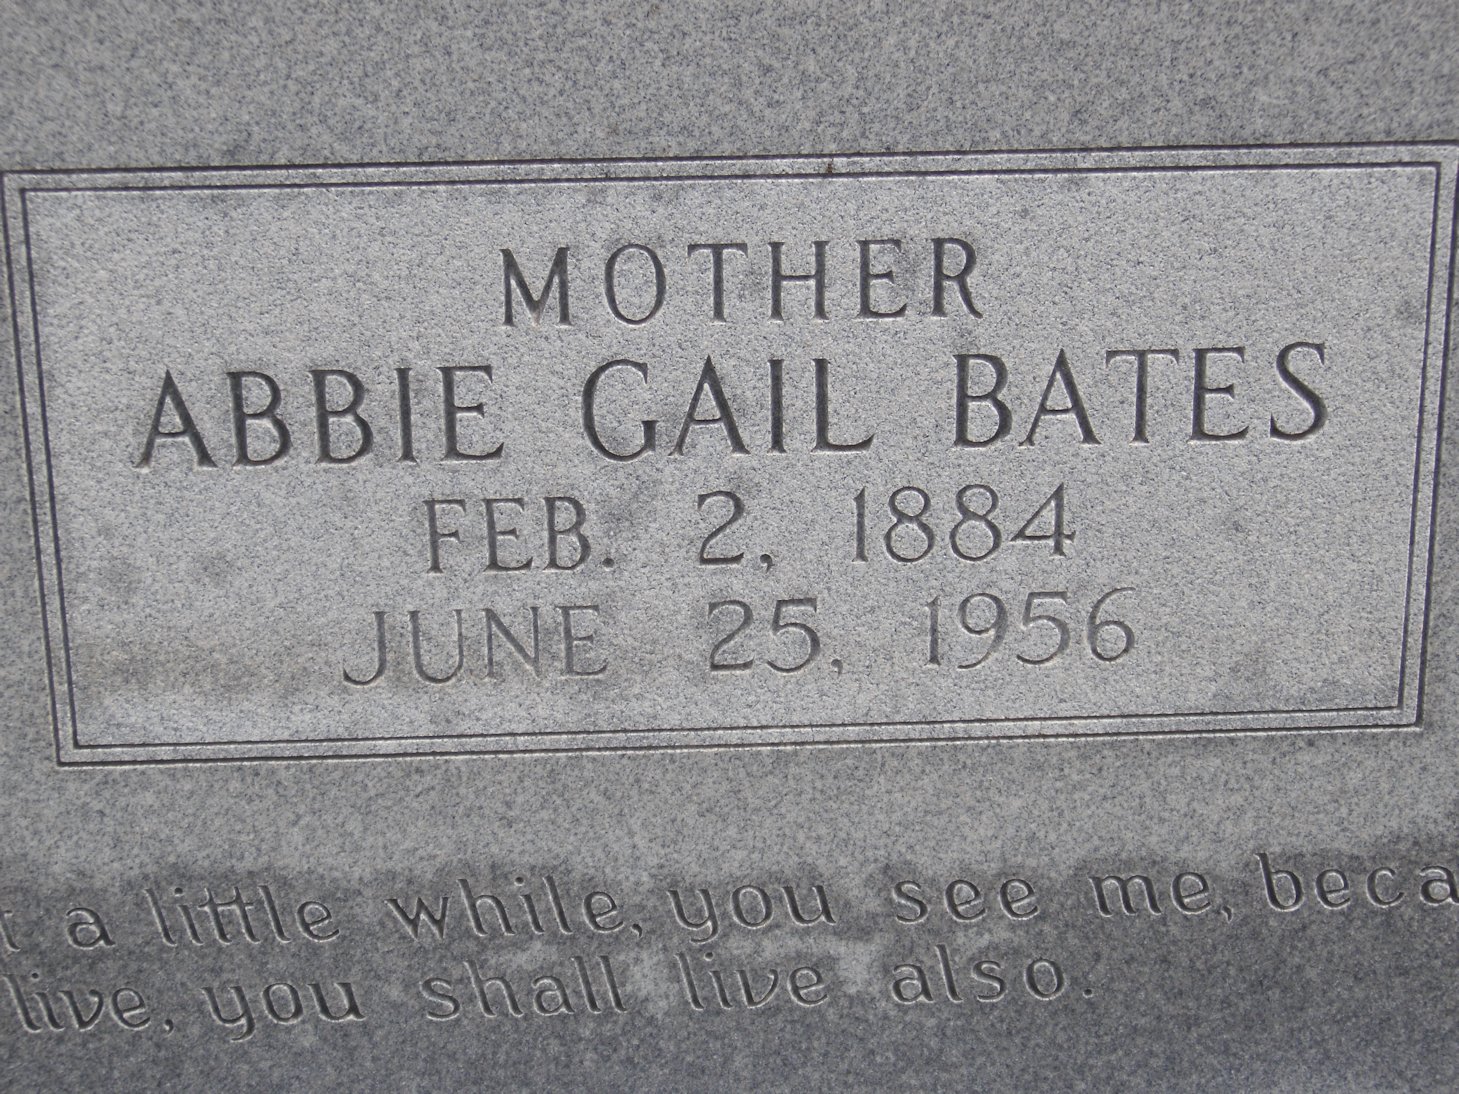 MOTHER
ABBIE GAIL BATES
FEB. 2, 1884
JUNE 25, 1956
a little while, you see me,
live, you shall live also.